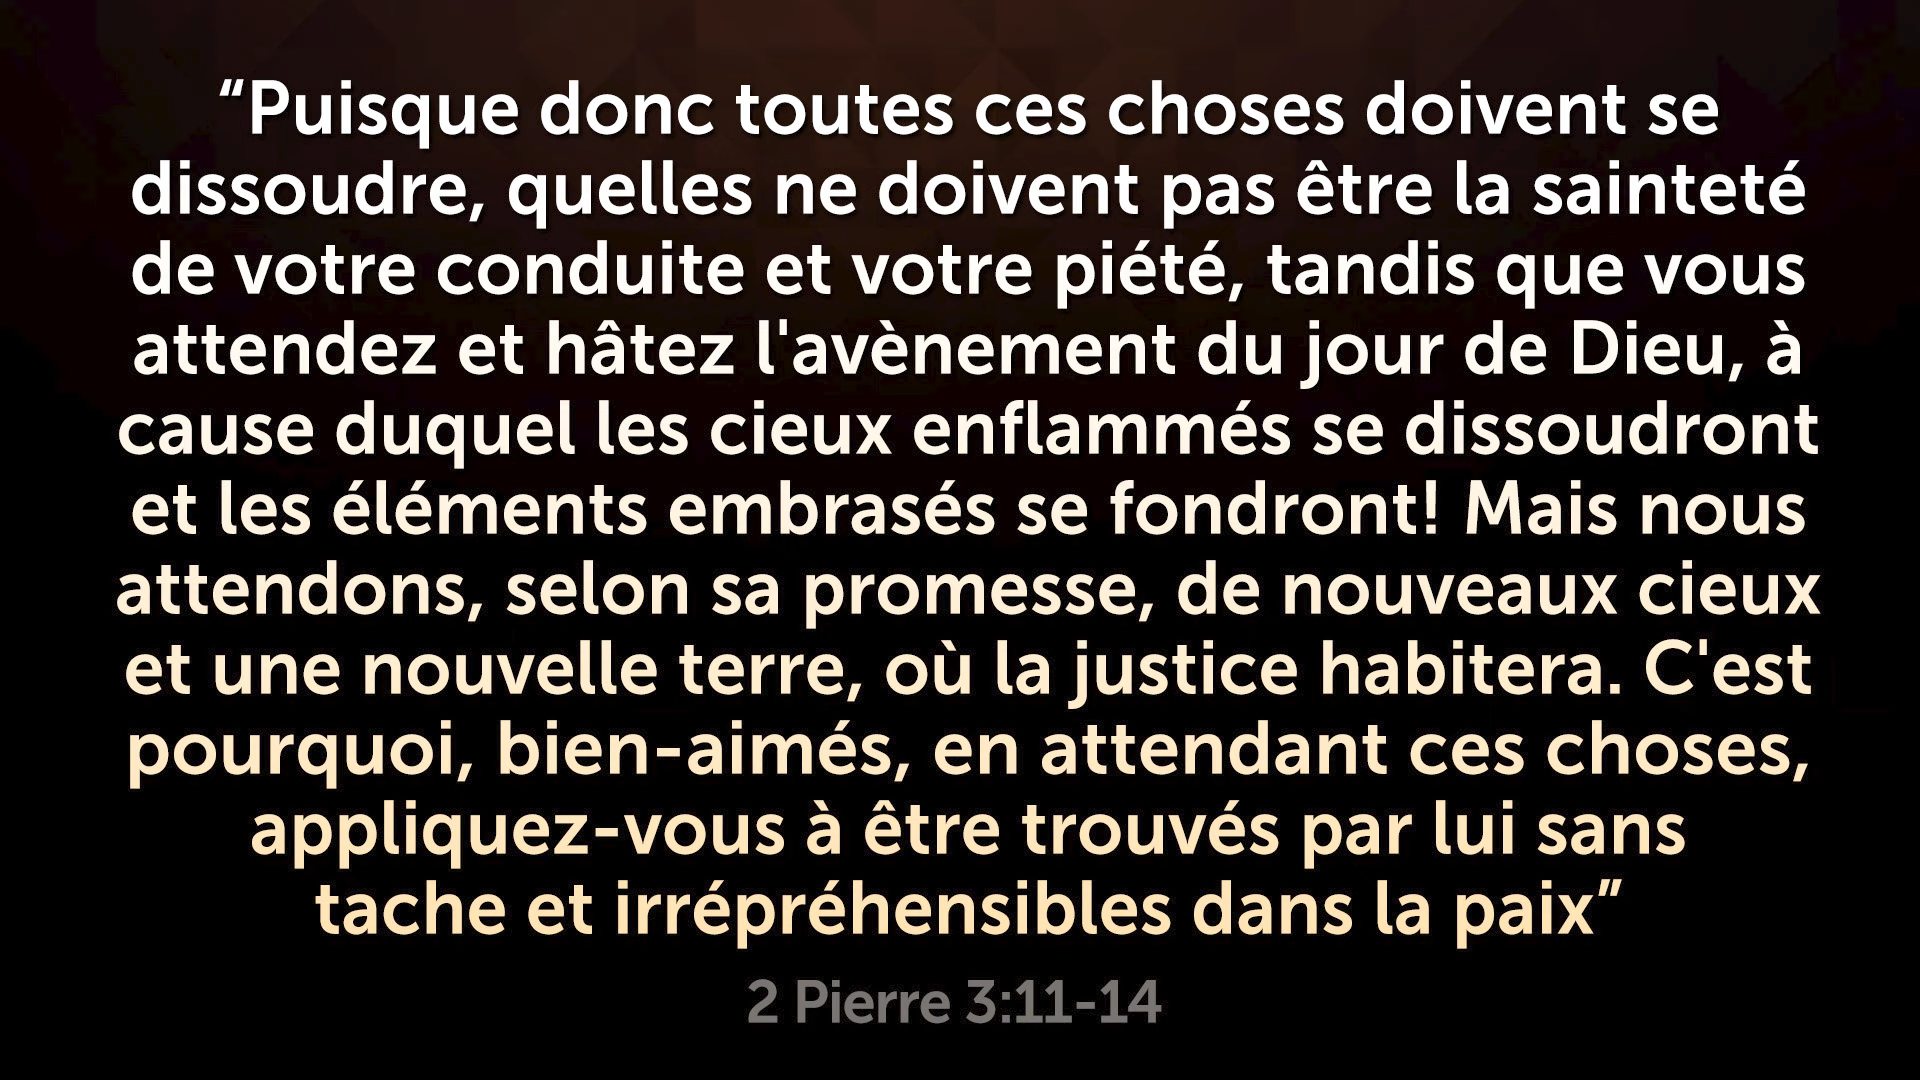 “Puisque donc toutes ces choses doivent se
dissoudre, quelles ne doivent pas être la sainteté
de votre conduite et votre piété, tandis que vous
attendez et hâtez l'avènement du jour de Dieu, à
cause duquel les cieux enflammés se dissoudront
et les éléments embrasés se fondront! Mais nous
attendons, selon sa promesse, de nouveaux cieux
et une nouvelle terre, où la justice habitera. C'est
pourquoi, bien-aimés, en attendant ces choses,
appliquez-vous à être trouvés par lui sans
tache et irrépréhensibles dans la paix”
2 Pierre 3:11-14